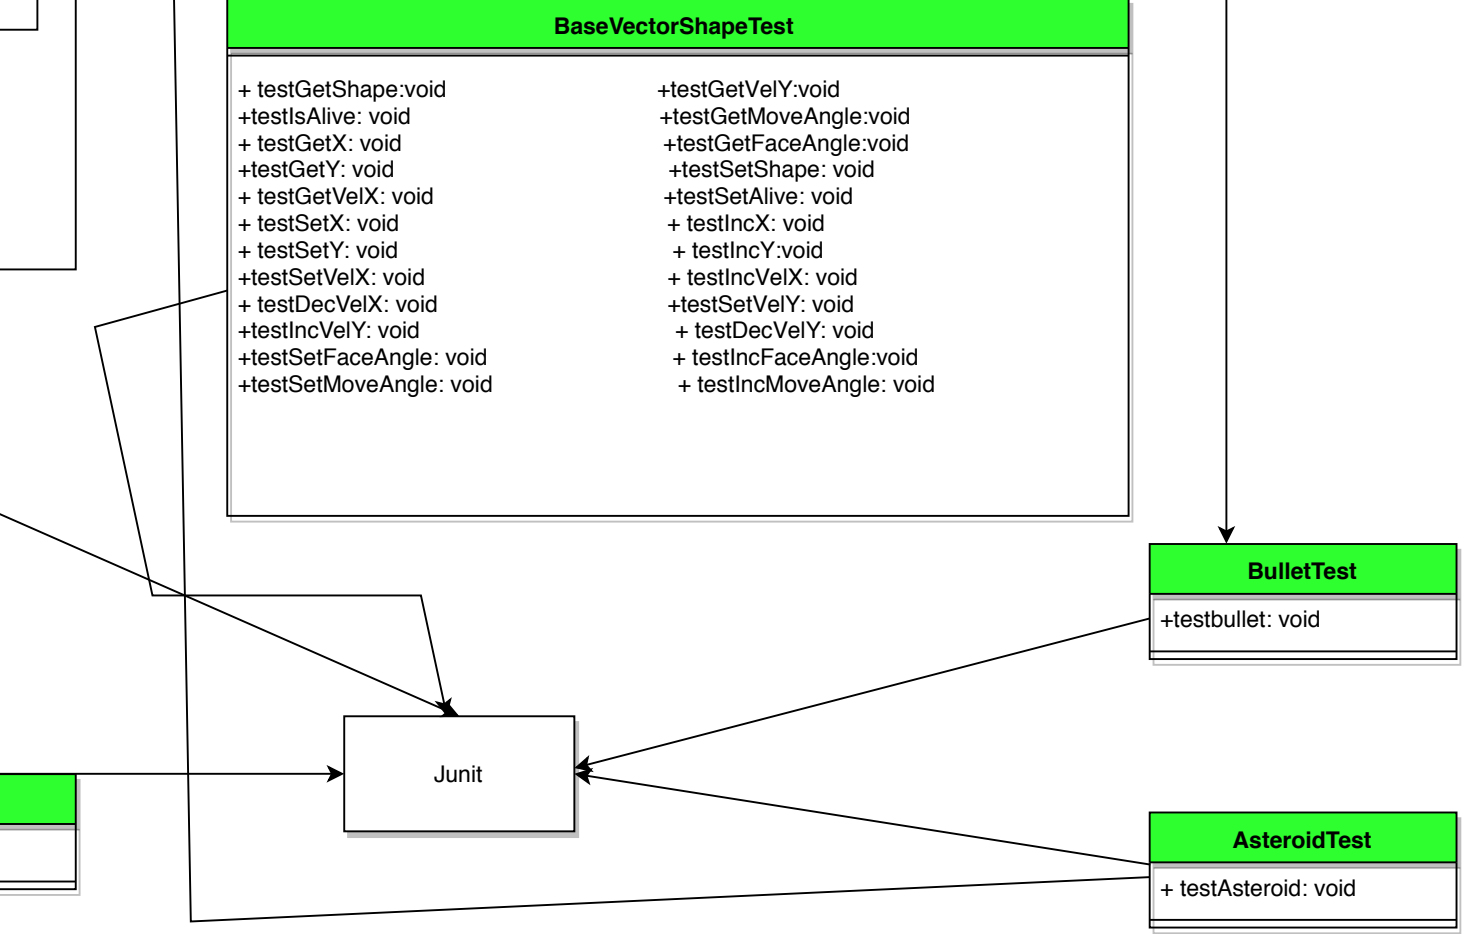 BaseVectorShapeTest
+ testGetShape:void
+testIsAlive: void
+ testGetX: void
+testGetY: void
+ testGetVelX: void
+ testSetX: void
+ testSetY: void
+testSetVelX: void
+ testDecVelX: void
+testIncVelY: void
+testSetFaceAngle: void
+testSetMoveAngle: void
+testGetVelY:void
+testGetMoveAngle:void
+testGetFaceAngle:void
+testSetShape: void
+testSetAlive: void
+ testIncX: void
+ testIncY:void
+ testIncVelX: void
+testSetVelY: void
+ testDecVelY: void
+ testIncFaceAngle:void
+ testIncMoveAngle: void
BulletTest
+testbullet: void
Junit
AsteroidTest
+ testAsteroid: void